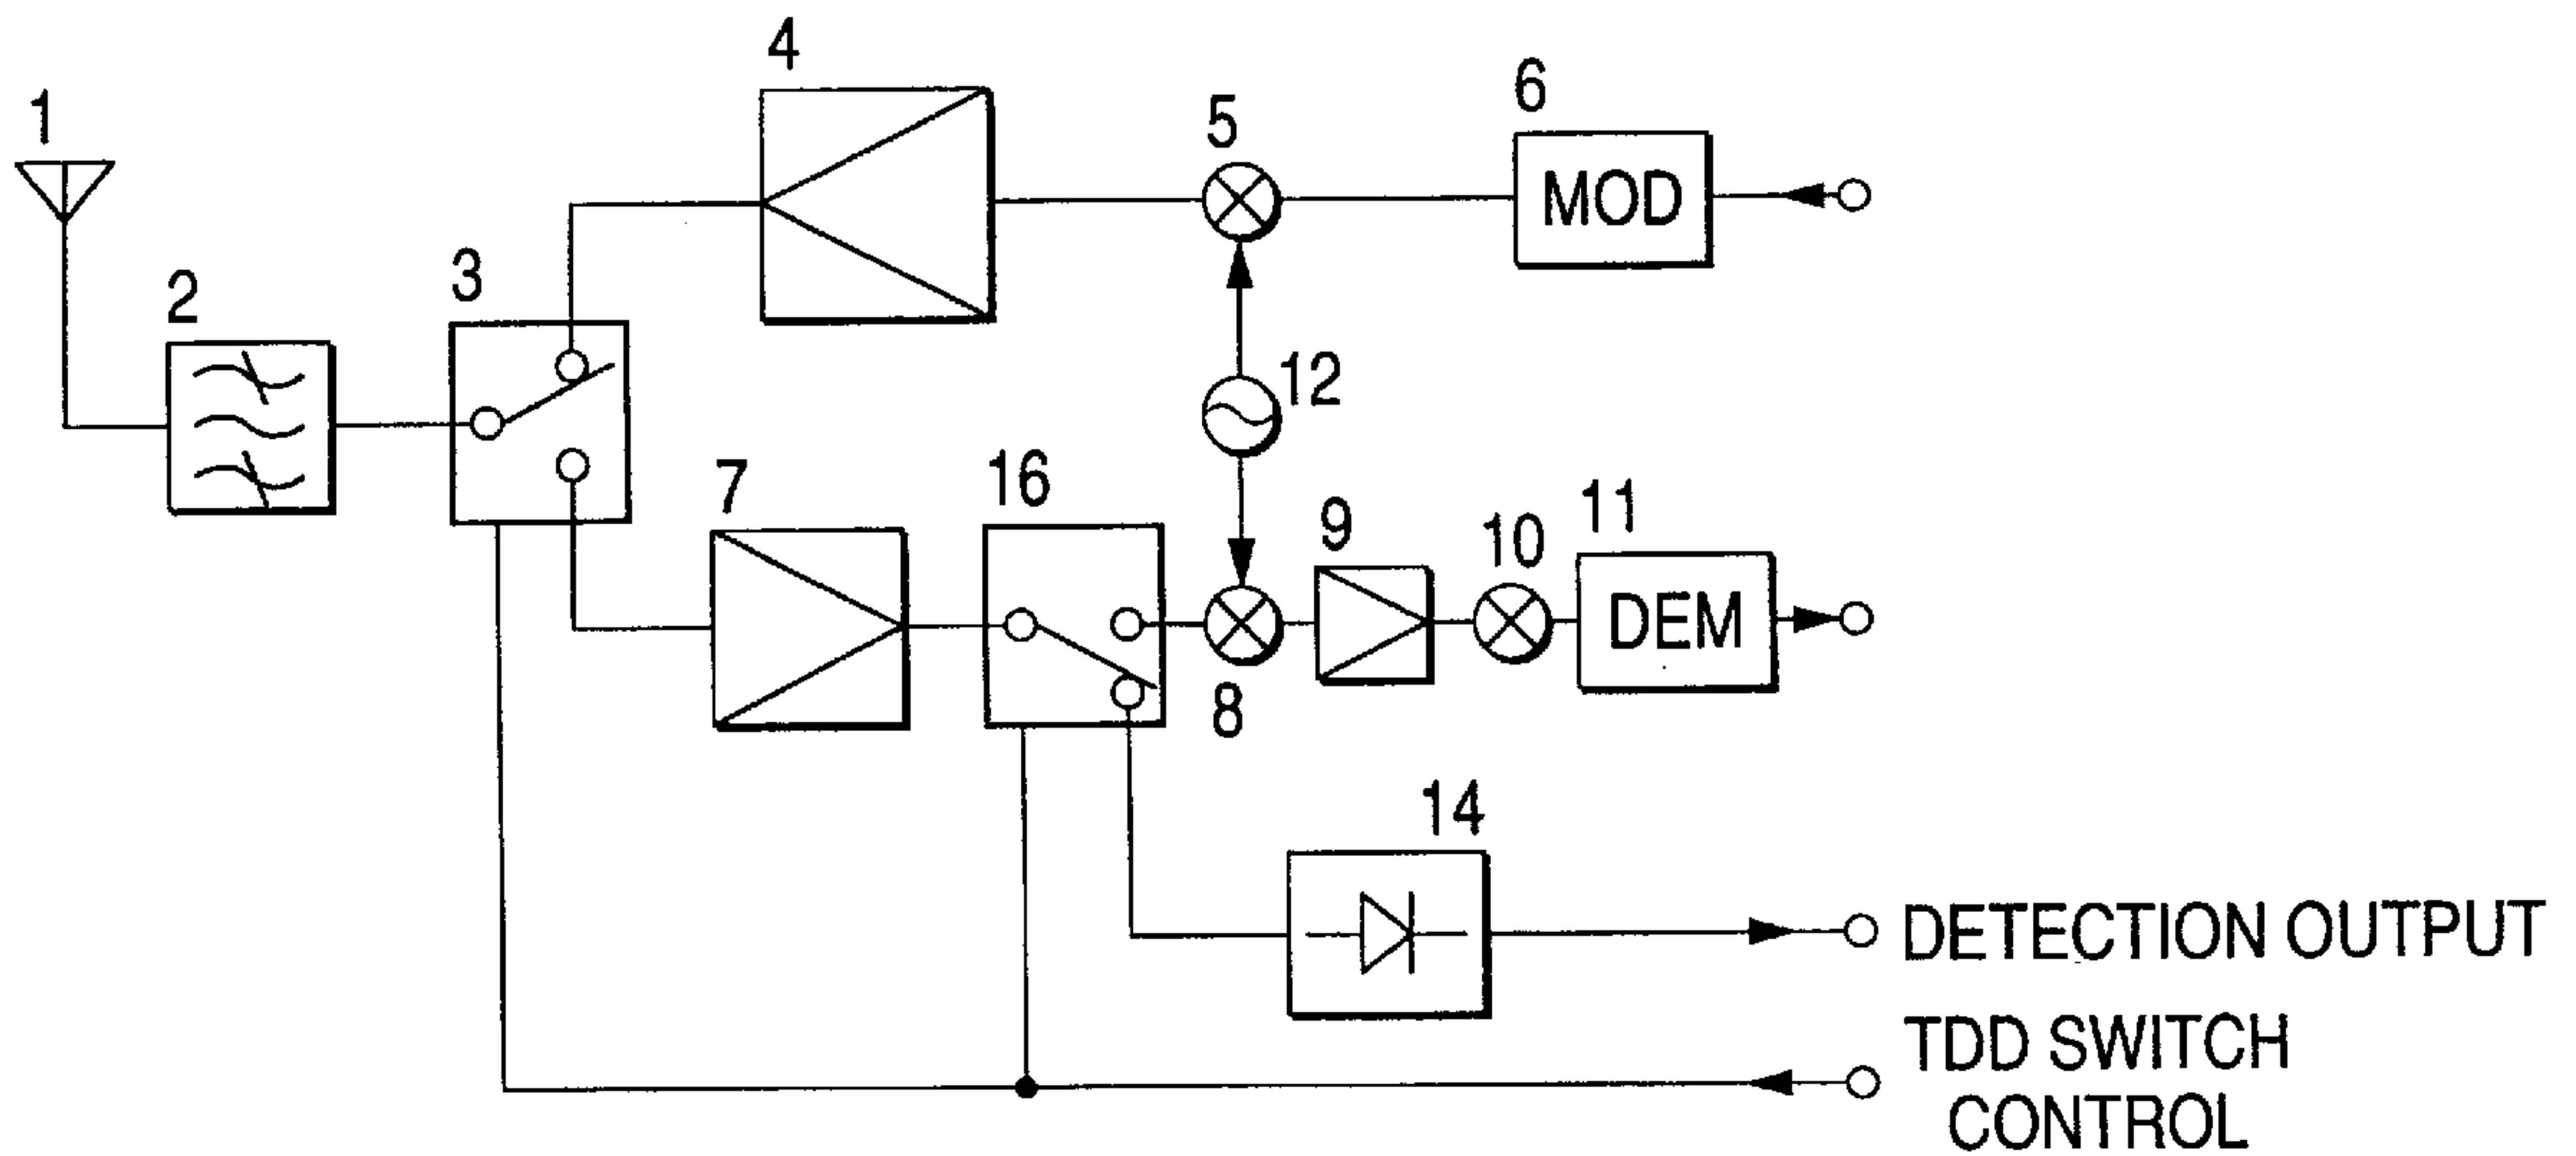 4
6
5
1
MOD
3
2
12
16
7
11
9
10
DEM
8
14
DETECTION OUTPUT
TDD SWITCH
CONTROL